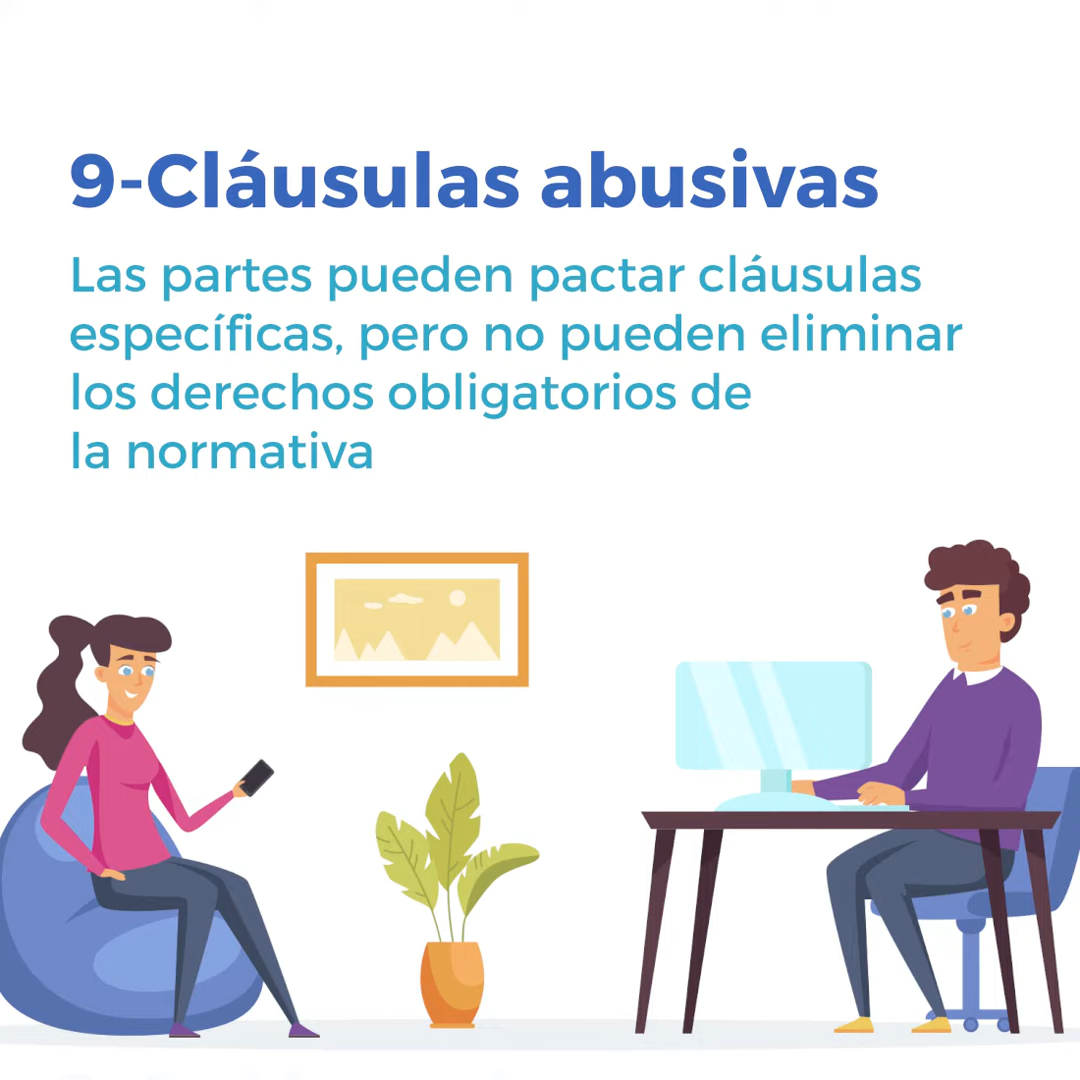 9-Cláusulas abusivas
Las partes pueden pactar cláusulas
específicas, pero no pueden eliminar
los derechos obligatorios de
la normativa